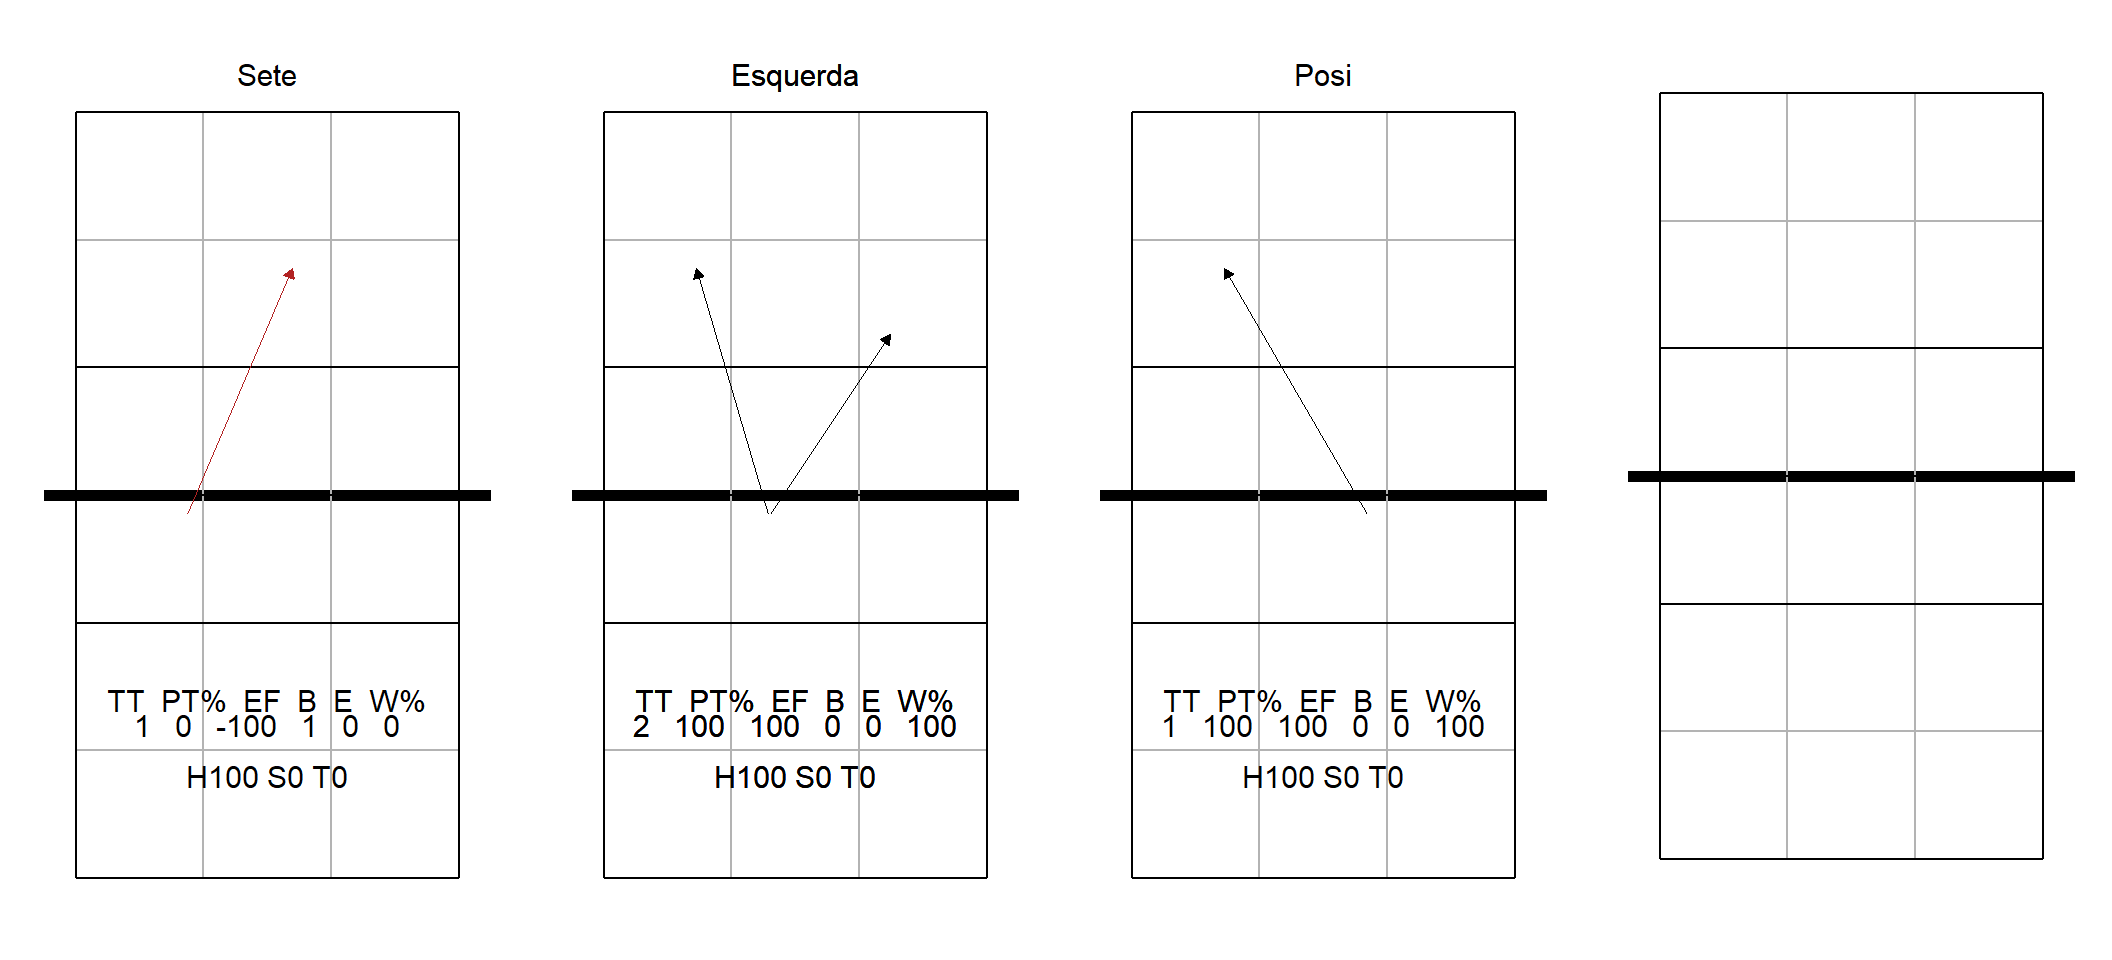 Sete
TT PT% EF B E W%
1 0 -100 1 0 0
H100 S0 T0
Esquerda
TT PT% EF B E W%
2 100 100 0 0 100
H100 S0 T0
Posi
TT PT% EF B E W%
1 100 100 0 0 100
H100 S0 T0